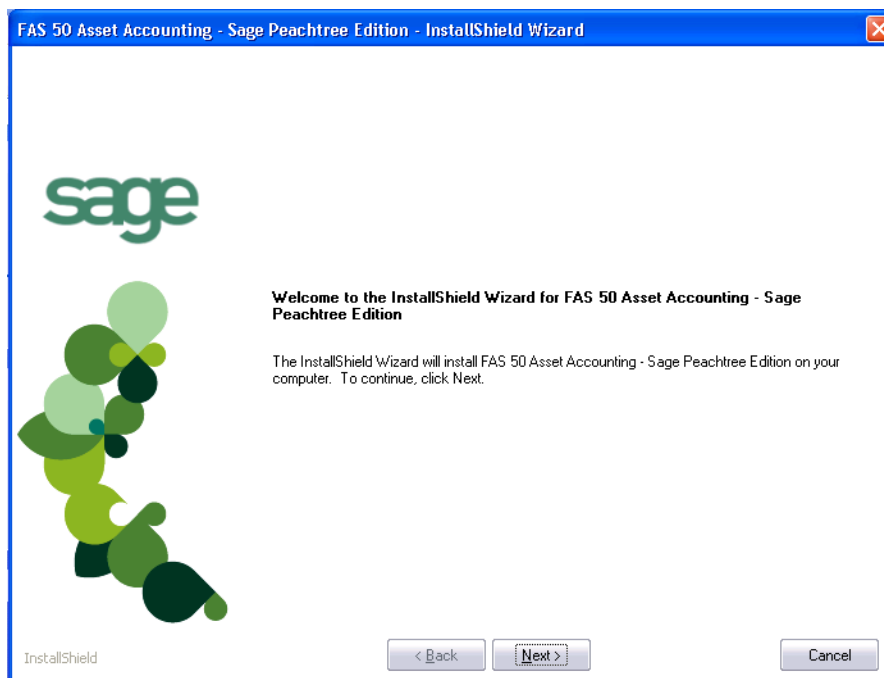 FAS 50 Asset Accounting - Sage Peachtree Edition - InstallShield Wizard
sage
Welcome to the InstallShield Wizard for FAS 50 Asset Accounting - Sage
Peachtree Edition
The InstallShield Wizard will install FAS 50 Asset Accounting - Sage Peachtree Edition on your
computer. To continue, click Next.
InstallShield
< Back
Next >
Cancel